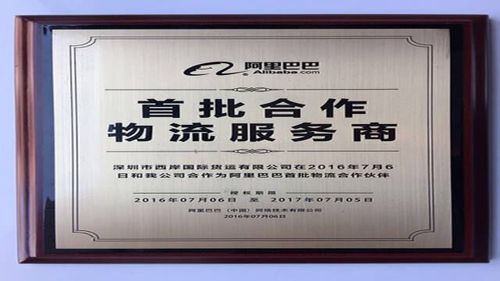 阿里巴巴
Alibaba.com
首批合作
物流服务商
深圳市西岸国际货运有限公司在2016年7月6
日和我公司合作为阿里巴巴首批物流合作伙伴
授权期限
2016年07月06日 至 2017年07月05日
阿里巴巴（中国）网络技术有限公司
2016年07月06日